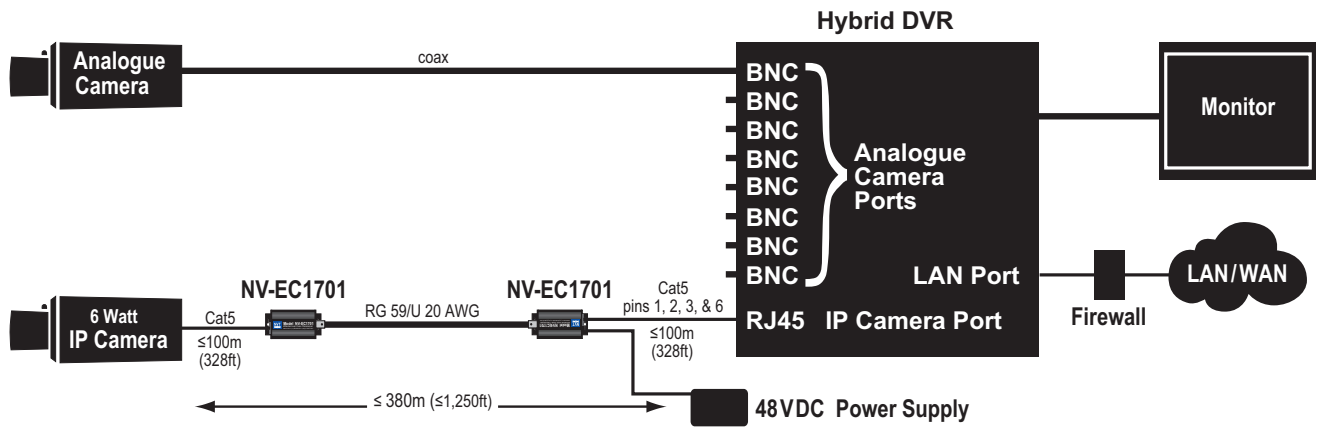 Hybrid DVR
Analogue
Camera
coax
BNC
BNC
BNC
BNC
BNC
BNC
BNC
BNC
Analogue
Camera
Ports
Monitor
LAN Port
Firewall
LAN/WAN
6 Watt
IP Camera
Cat5
≤100m
(328ft)
NV-EC1701
RG 59/U 20 AWG
NV-EC1701
Cat5
pins 1, 2, 3, & 6
≤100m
(328ft)
RJ45 IP Camera Port
≤ 380m (≤1,250ft)
48VDC Power Supply